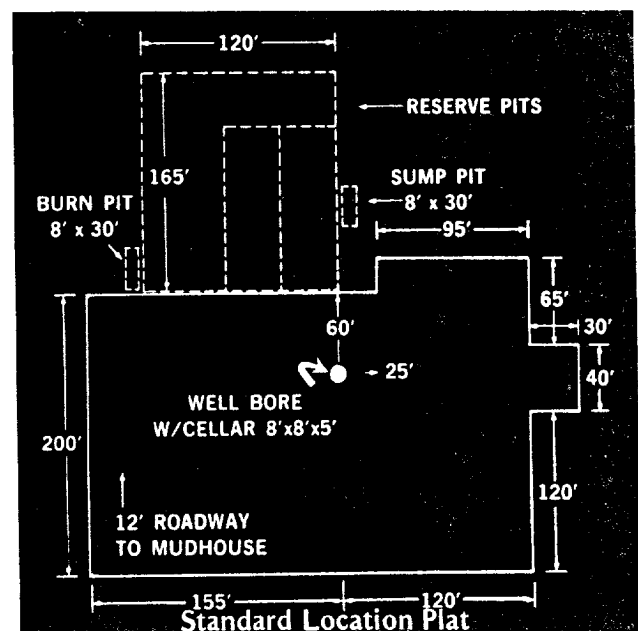 120'
RESERVE PITS
165'
SUMP PIT
8' x 30'
BURN PIT
8' x 30'
95'
65'
60'
30'
25'
40'
WELL BORE
W/CELLAR 8'x8'x5'
200'
120'
12' ROADWAY
TO MUDHOUSE
155'
120'
Standard Location Plat